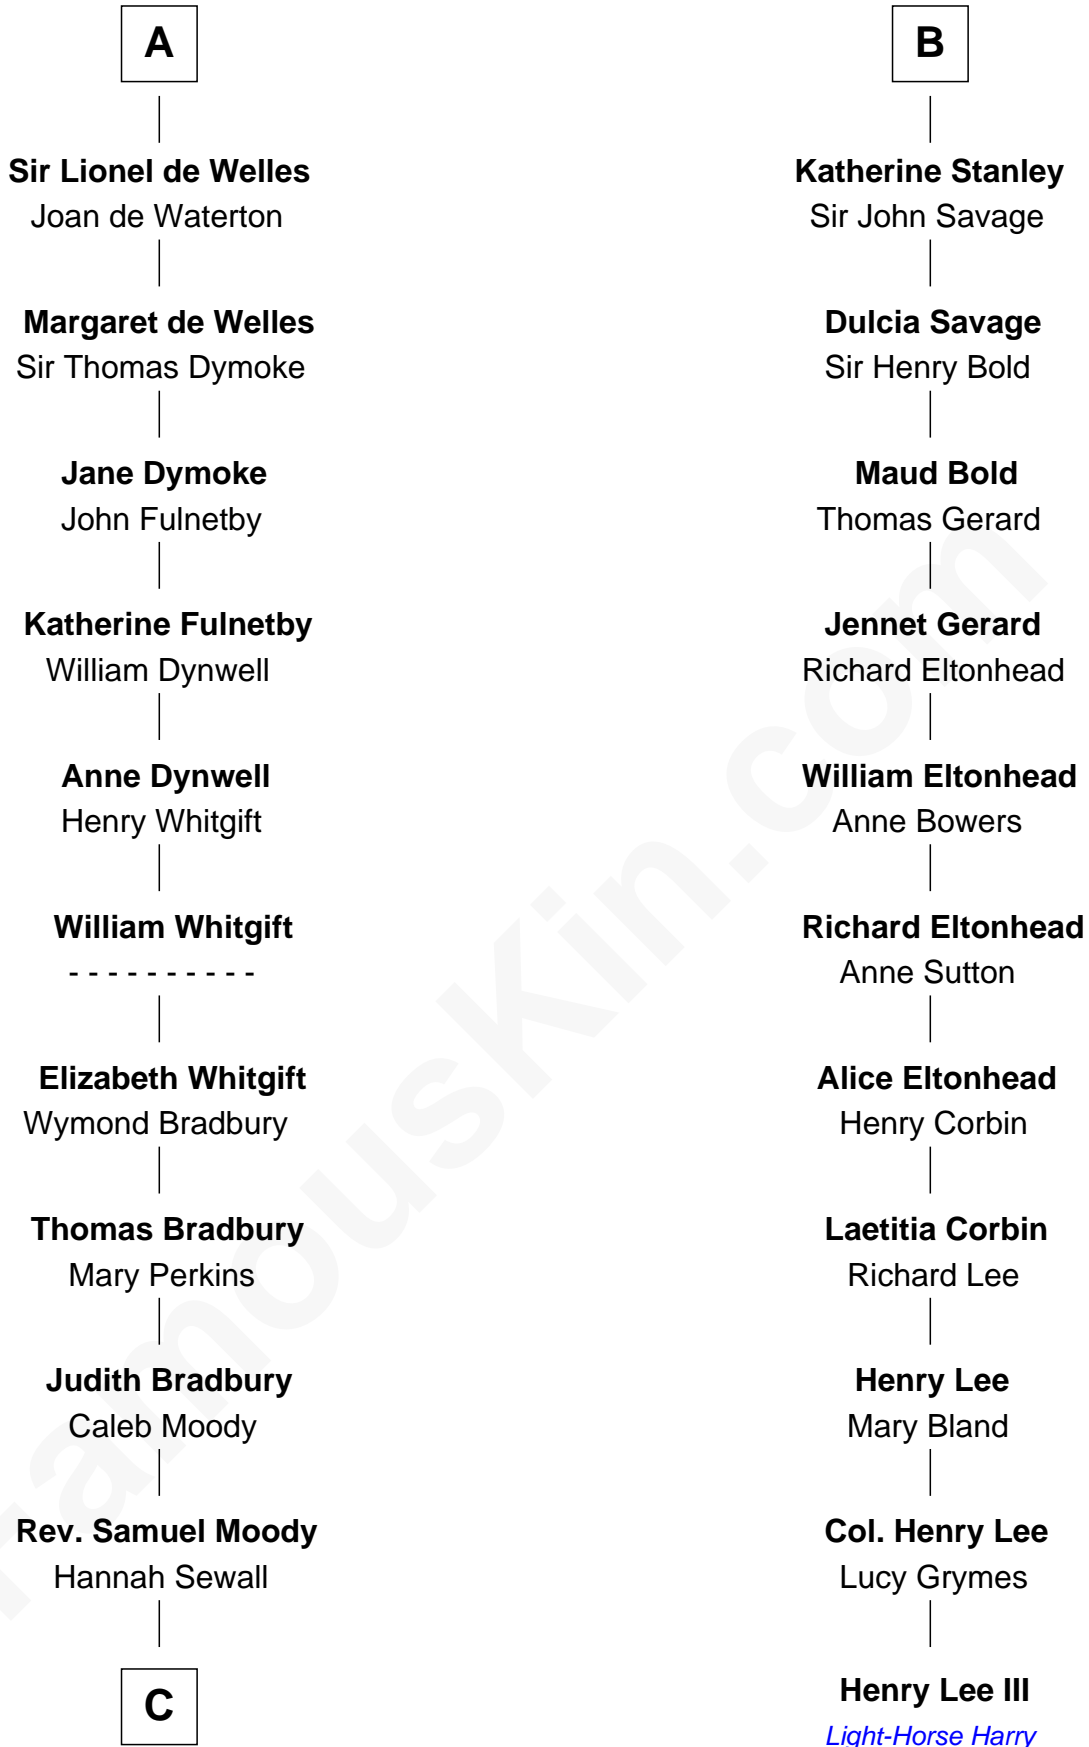 A
Sir Lionel de Welles
Joan de Waterton
Margaret de Welles
Sir Thomas Dymoke
Jane Dymoke
John Fulnetby
Katherine Fulnetby
William Dynwell
Anne Dynwell
Henry Whitgift
William Whitgift
- - - - - - - - - -
Elizabeth Whitgift
Wymond Bradbury
Thomas Bradbury
Mary Perkins
Judith Bradbury
Caleb Moody
Rev. Samuel Moody
Hannah Sewall
C
B
Katherine Stanley
Sir John Savage
Dulcia Savage
Sir Henry Bold
Maud Bold
Thomas Gerard
Jennet Gerard
Richard Eltonhead
William Eltonhead
Anne Bowers
Richard Eltonhead
Anne Sutton
Alice Eltonhead
Henry Corbin
Laetitia Corbin
Richard Lee
Henry Lee
Mary Bland
Col. Henry Lee
Lucy Grymes
Henry Lee III
Light-Horse Harry
FamousKin.com